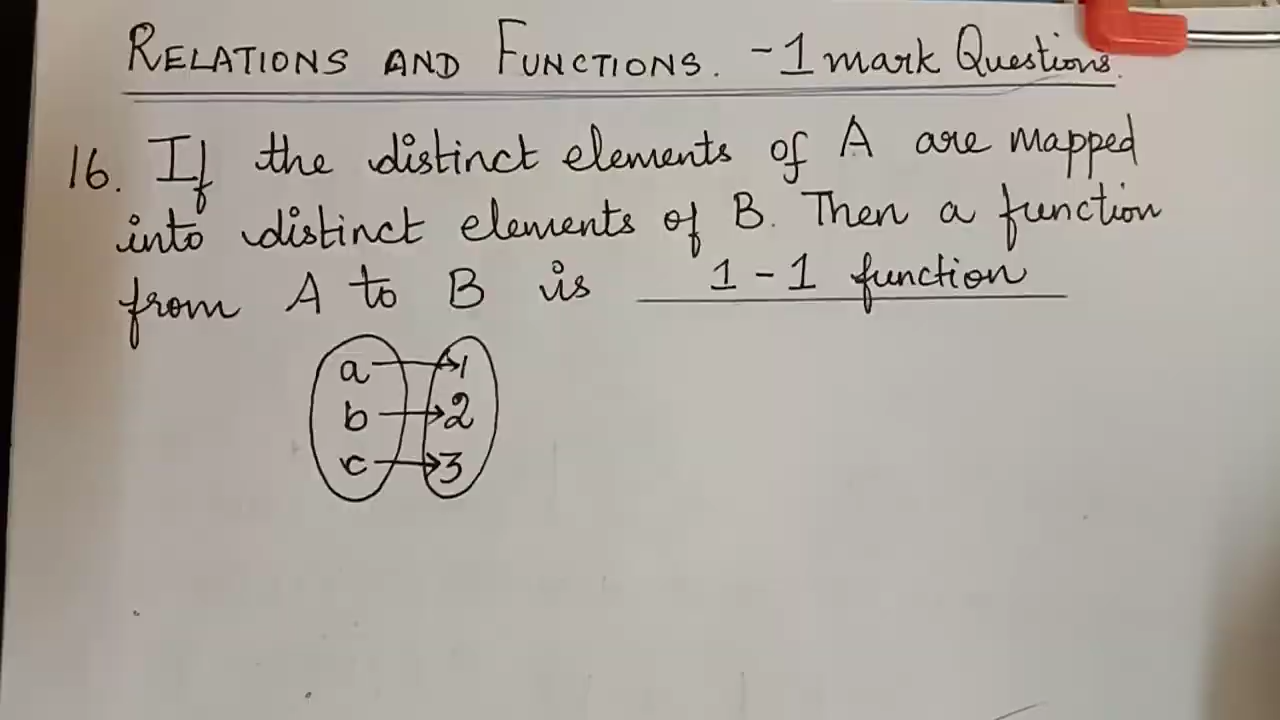 RELATIONS AND FUNCTIONS. - 1 mark Questions.
16. If the distinct elements of A are mapped
into distinct elements of B. Then a function
from A to B is 1 - 1 function
a 1
b 2
c 3